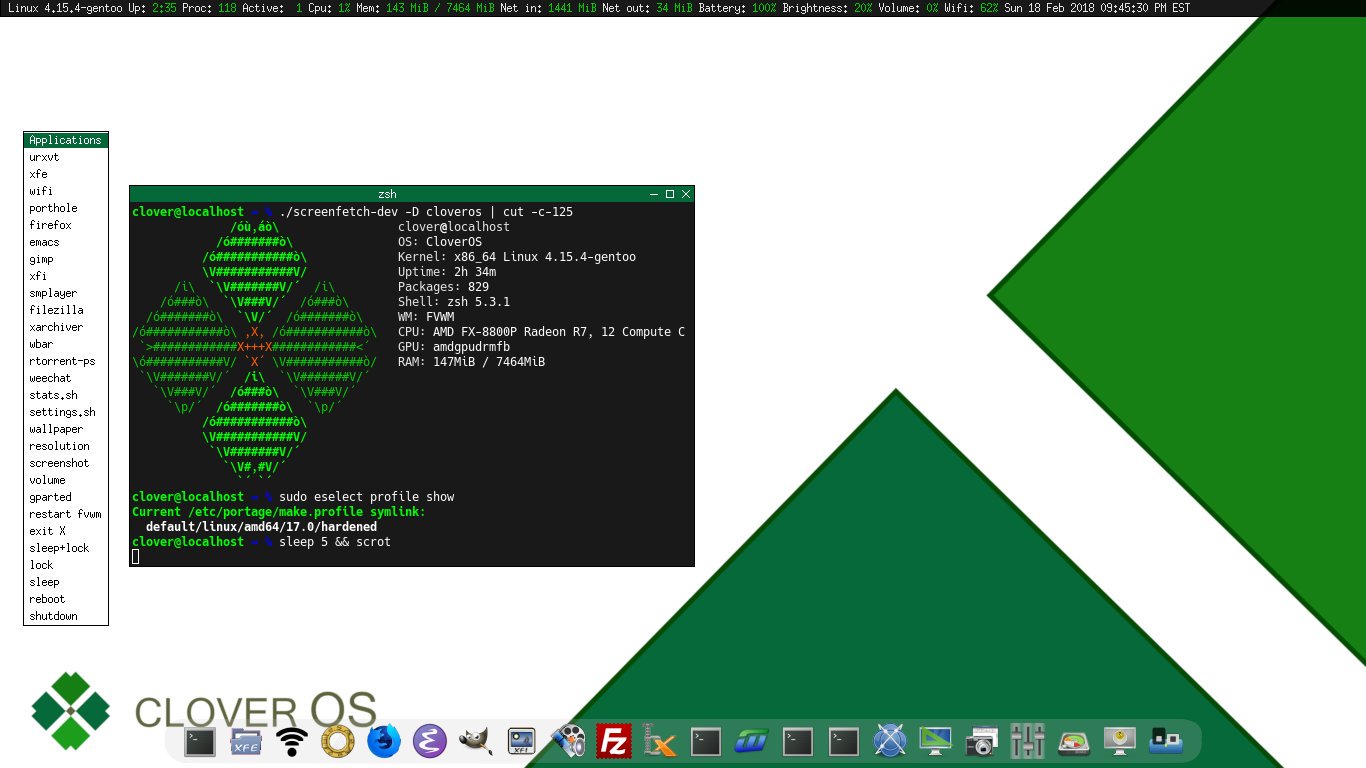 Linux 4.15.4-gentoo Up: 2:35 Proc: 118 Active: 1 Cpu: 1% Mem: 143 MiB / 7464 MiB Net in: 1441 MiB Net out: 34 MiB Battery: 100% Brightness: 20% Volume: 0% Wifi: 62% Sun 18 Feb 2018 09:45:30 PM EST
Applications
urxvt
xfe
wifi
porthole
firefox
emacs
gimp
xfi
smplayer
filezilla
xarchiver
wbar
rtorrent-ps
weechat
stats.sh
settings.sh
wallpaper
resolution
screenshot
volume
gparted
restart fvwm
exit X
sleep+lock
lock
sleep
reboot
shutdown
zsh
clover@localhost ~ % ./screenfetch-dev -D cloveros | cut -c-125
clover@localhost
OS: CloverOS
Kernel: x86_64 Linux 4.15.4-gentoo
Uptime: 2h 34m
Packages: 829
Shell: zsh 5.3.1
WM: FVWM
CPU: AMD FX-8800P Radeon R7, 12 Compute C
GPU: amdgpudrmfb
RAM: 147MiB / 7464MiB
clover@localhost ~ % sudo eselect profile show
Current /etc/portage/make.profile symlink:
default/linux/amd64/17.0/hardened
clover@localhost ~ % sleep 5 && scrot
CLOVER OS
XFE
XFI
Fz